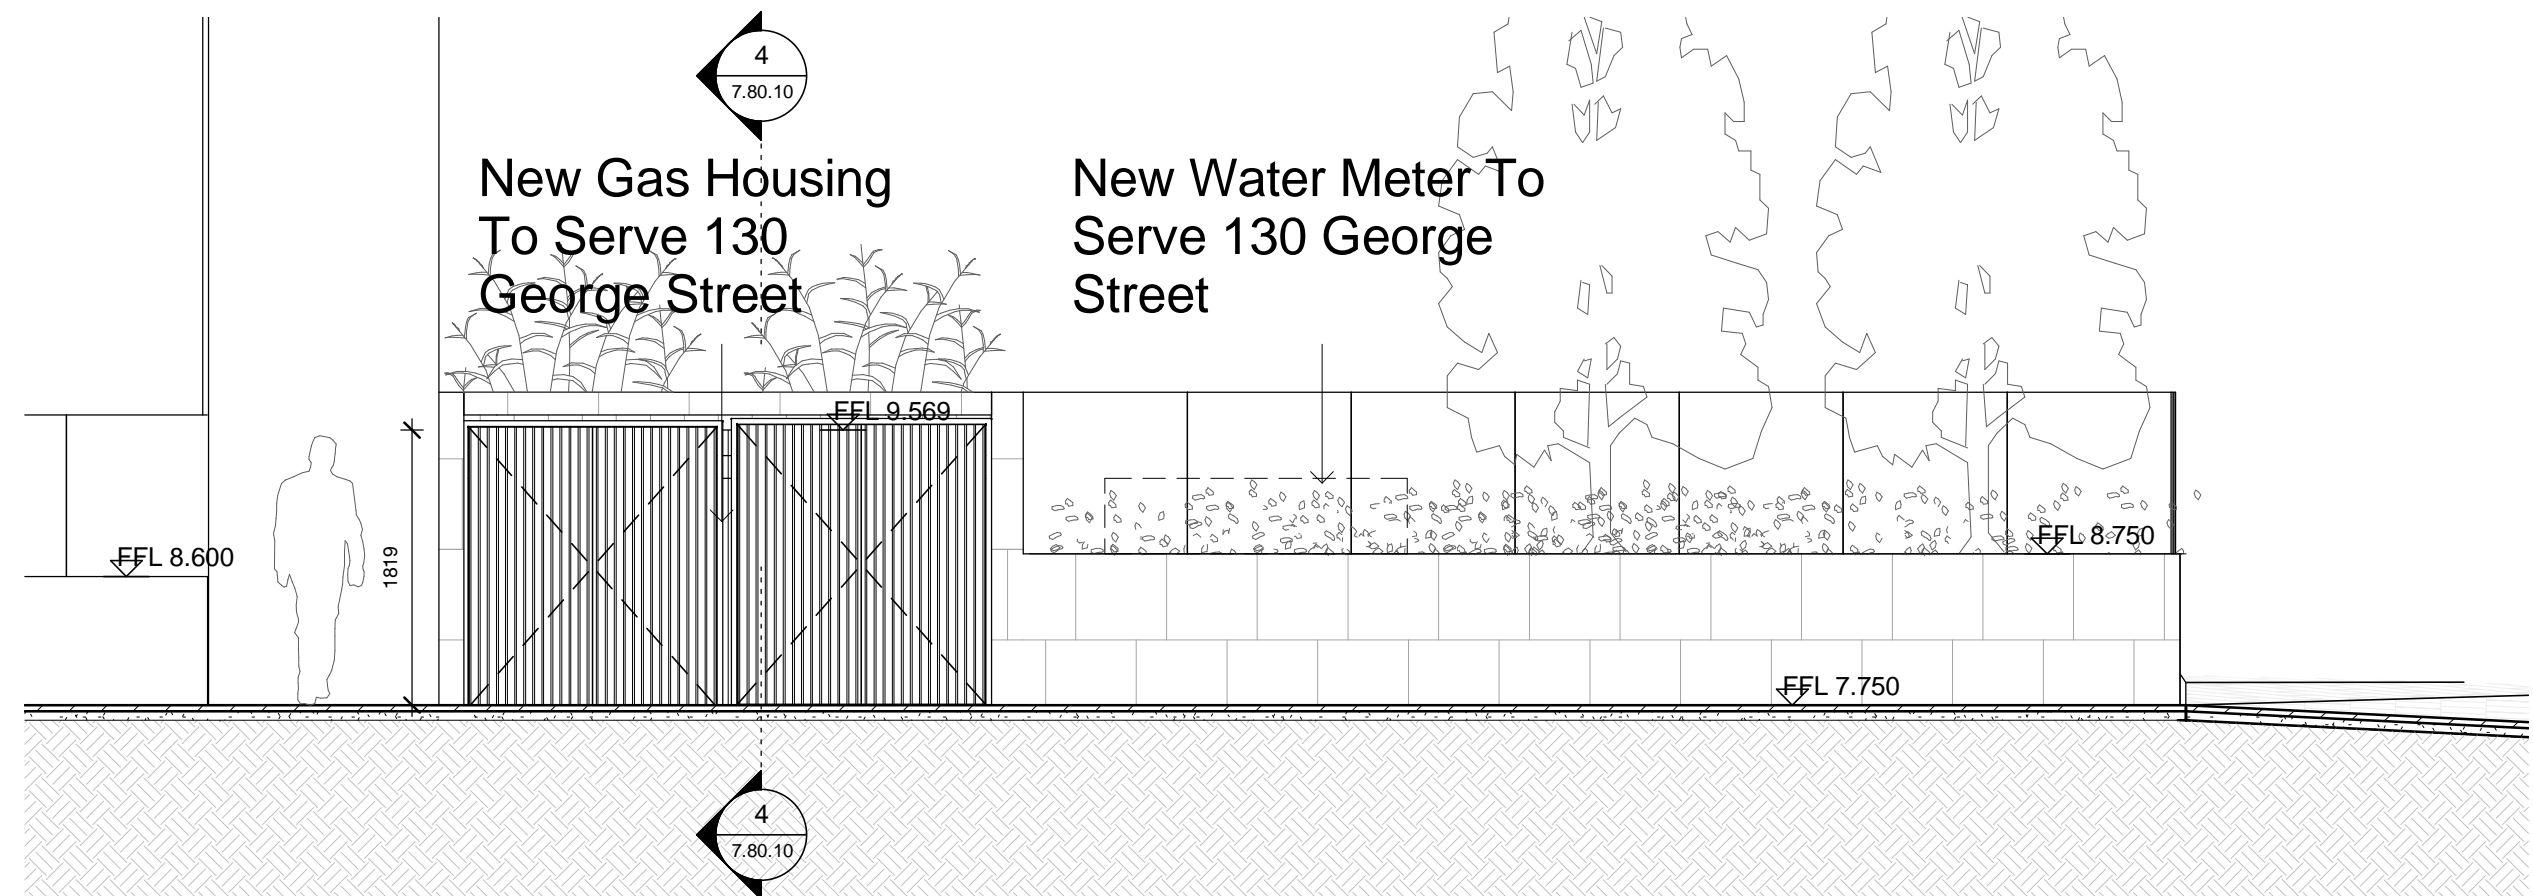 4
7.80.10
New Gas Housing
To Serve 130
George Street
New Water Meter To
Serve 130 George
Street
FFL 9.569
FFL 8.600
1819
FFL 8.750
FFL 7.750
4
7.80.10